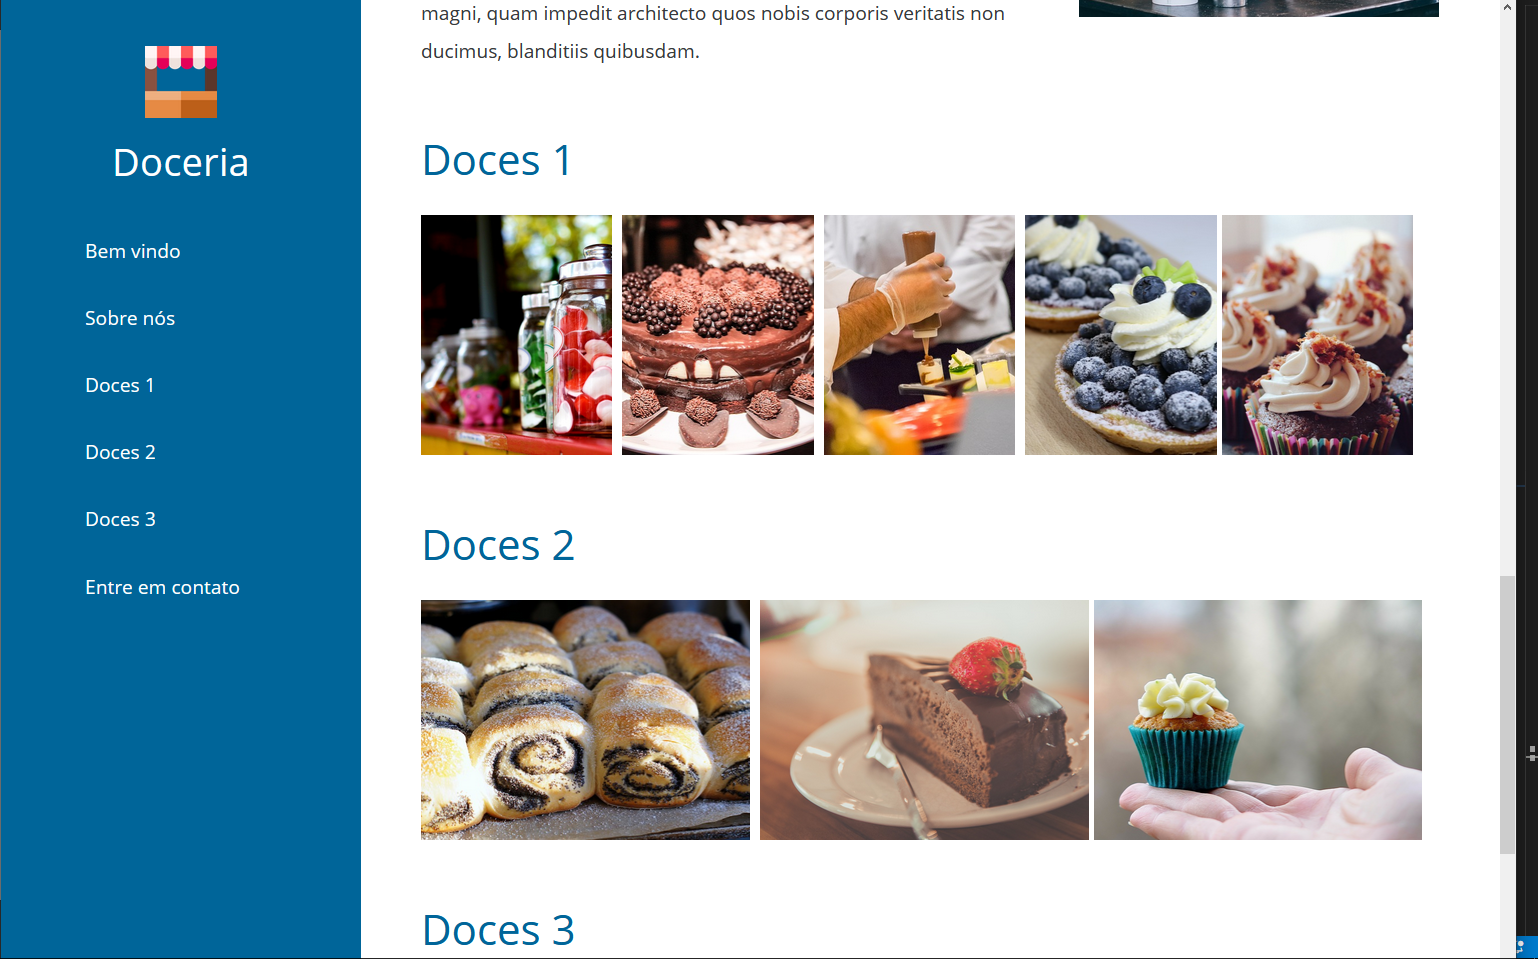 Doceria
Bem vindo
Sobre nós
Doces 1
Doces 2
Doces 3
Entre em contato
magni, quam impedit architecto quos nobis corporis veritatis non
ducimus, blanditiis quibusdam.
Doces 1
Doces 2
Doces 3